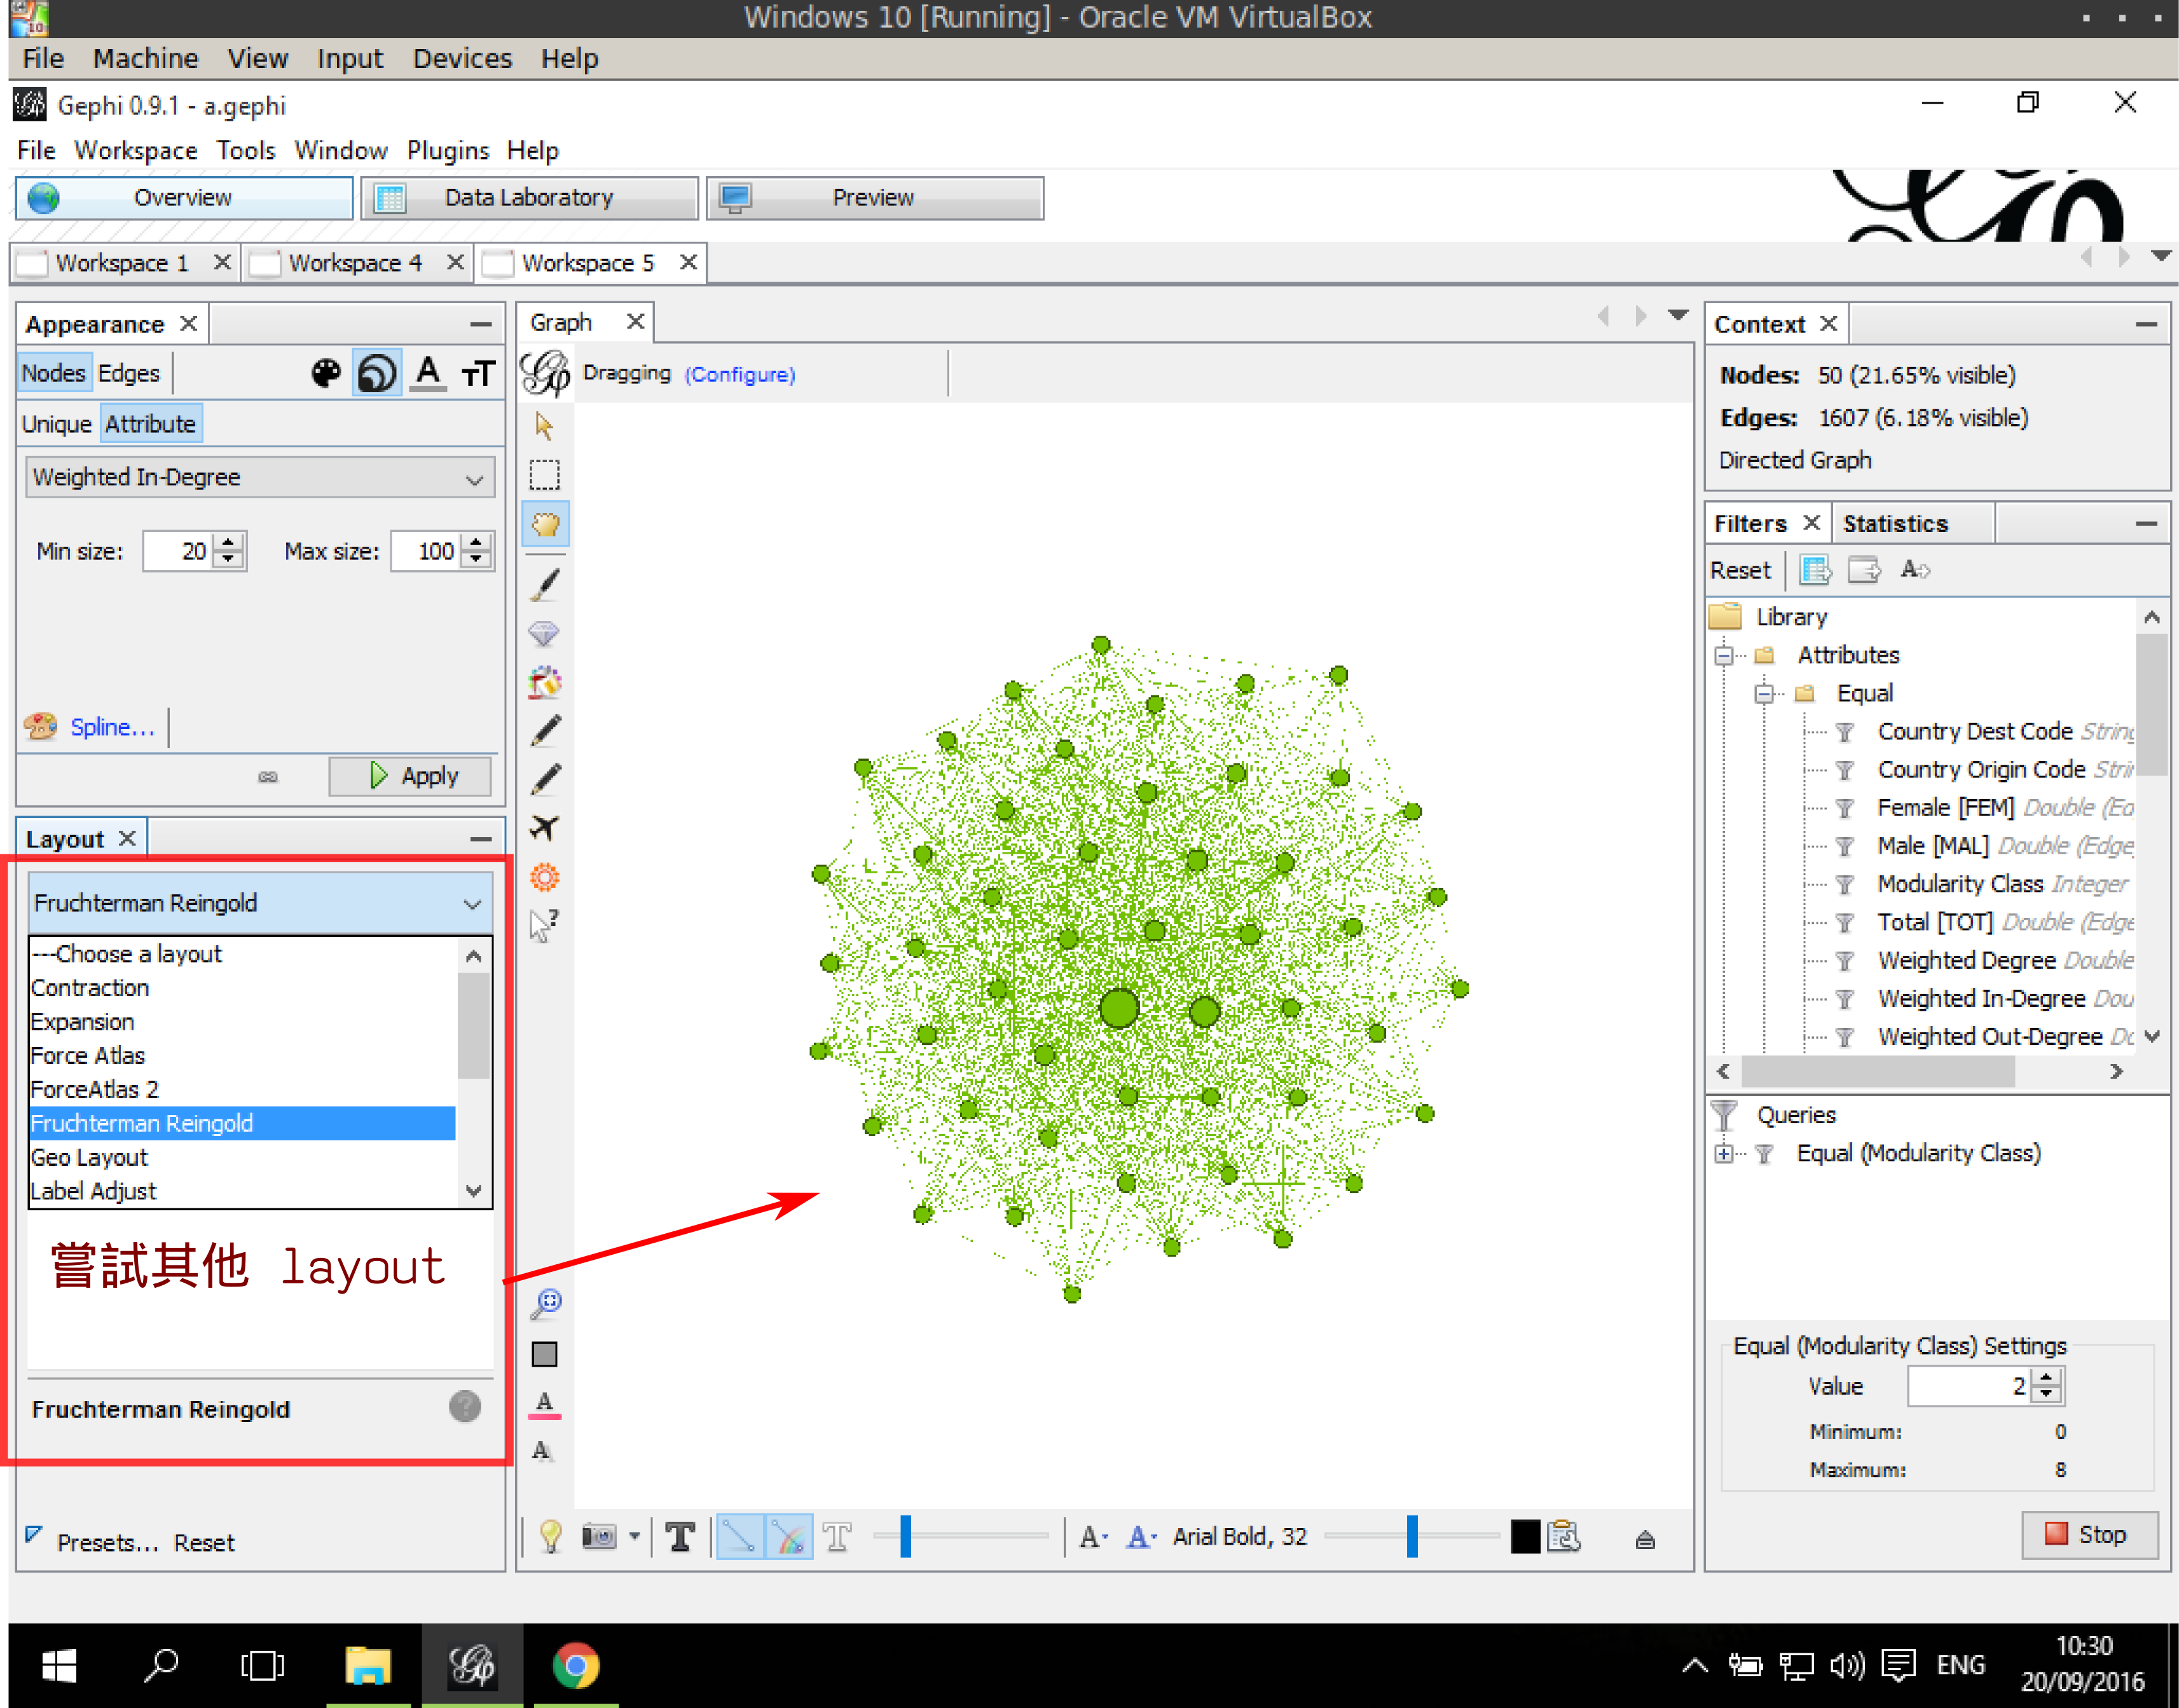 Windows 10 [Running] - Oracle VM VirtualBox
File Machine View Input Devices Help
Gephi 0.9.1 - a.gephi
File Workspace Tools Window Plugins Help
Overview Data Laboratory Preview
Workspace 1 Workspace 4 Workspace 5
Appearance
Nodes Edges
Unique Attribute
Weighted In-Degree
Min size: 20 Max size: 100
Spline...
Apply
Layout
Fruchterman Reingold
---Choose a layout
Contraction
Expansion
Force Atlas
ForceAtlas 2
Fruchterman Reingold
Geo Layout
Label Adjust
嘗試其他 layout
Fruchterman Reingold
Presets... Reset
Graph
Dragging (Configure)
Arial Bold, 32
Context
Nodes: 50 (21.65% visible)
Edges: 1607 (6.18% visible)
Directed Graph
Filters Statistics
Reset
Library
Attributes
Equal
Country Dest Code String
Country Origin Code Strin
Female [FEM] Double (Ed
Male [MAL] Double (Edge
Modularity Class Integer
Total [TOT] Double (Edge
Weighted Degree Double
Weighted In-Degree Dou
Weighted Out-Degree Do
Queries
Equal (Modularity Class)
Equal (Modularity Class) Settings
Value 2
Minimum: 0
Maximum: 8
Stop
ENG
10:30
20/09/2016